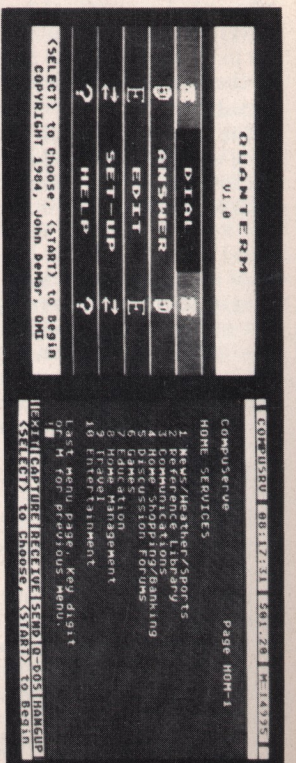 QUANTERM
V1.0
DIAL
ANSWER
E EDIT E
SET-UP
? HELP ?
<SELECT> to Choose, <START> to Begin
COPYRIGHT 1984, John DeMar, QMI
COMPUSRV 08:17:31 $01.20 M:14995
CompuServe Page HOM-1
HOME SERVICES
1 News/Weather/Sports
2 Reference Library
3 Communications
4 Home Shopping/Banking
5 Discussion Forums
6 Games
7 Education
8 Home Management
9 Travel
10 Entertainment
Last menu page. Key digit
or M for previous menu.
!
EXIT CAPTURE RECEIVE SEND Q-DOS HANGUP
<SELECT> to Choose, <START> to Begin